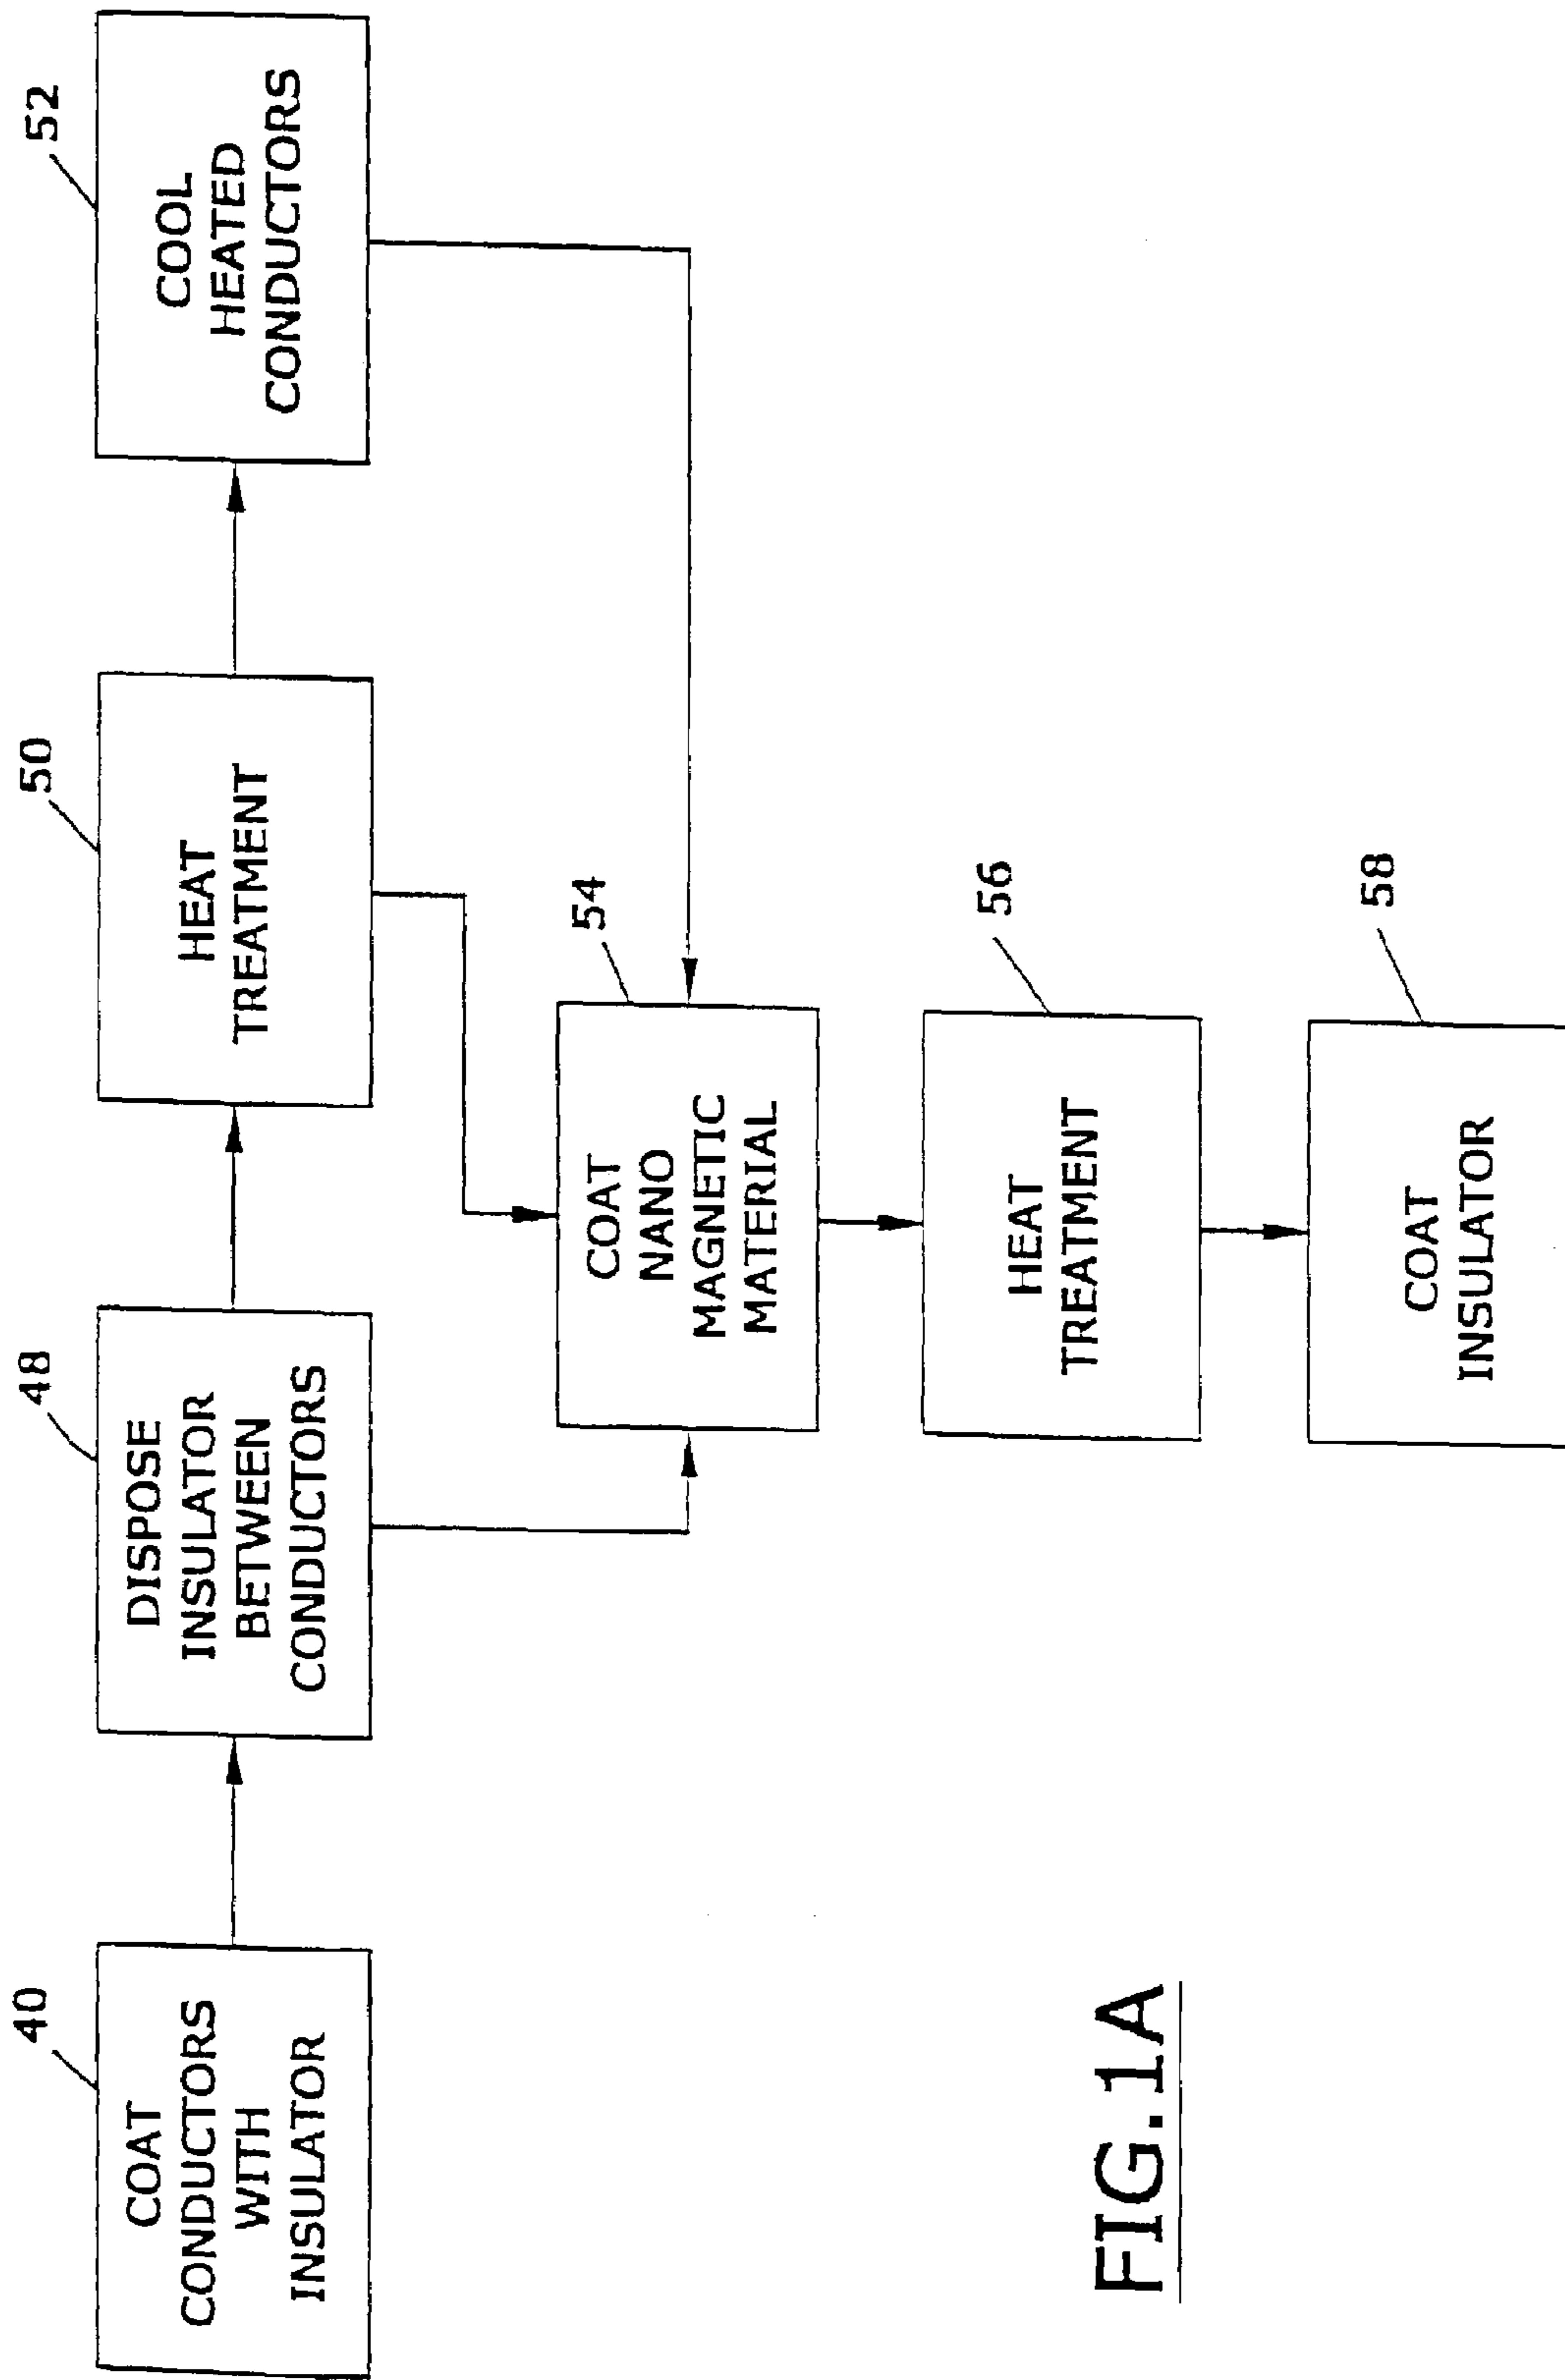 40
COAT
CONDUCTORS
WITH
INSULATOR
48
DISPOSE
INSULATOR
BETWEEN
CONDUCTORS
50
HEAT
TREATMENT
52
COOL
HEATED
CONDUCTORS
54
COAT
NANO
MAGNETIC
MATERIAL
56
HEAT
TREATMENT
58
COAT
INSULATOR
FIG.1A